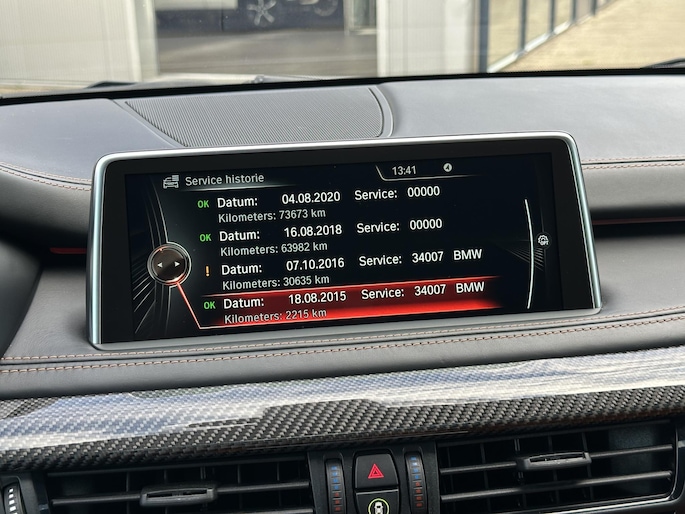 Service historie 13:41
OK Datum: 04.08.2020 Service: 00000
Kilometers: 73673 km
OK Datum: 16.08.2018 Service: 00000
Kilometers: 63982 km
! Datum: 07.10.2016 Service: 34007 BMW
Kilometers: 30635 km
OK Datum: 18.08.2015 Service: 34007 BMW
Kilometers: 2215 km